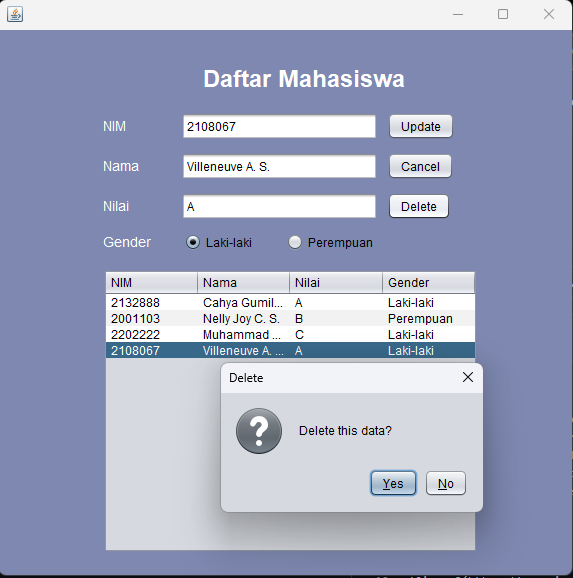 Daftar Mahasiswa
NIM 2108067 Update
Nama Villeneuve A. S. Cancel
Nilai A Delete
Gender Laki-laki Perempuan
NIM Nama Nilai Gender
2132888 Cahya Gumil... A Laki-laki
2001103 Nelly Joy C. S. B Perempuan
2202222 Muhammad ... C Laki-laki
2108067 Villeneuve A. ... A Laki-laki
Delete
Delete this data?
Yes No